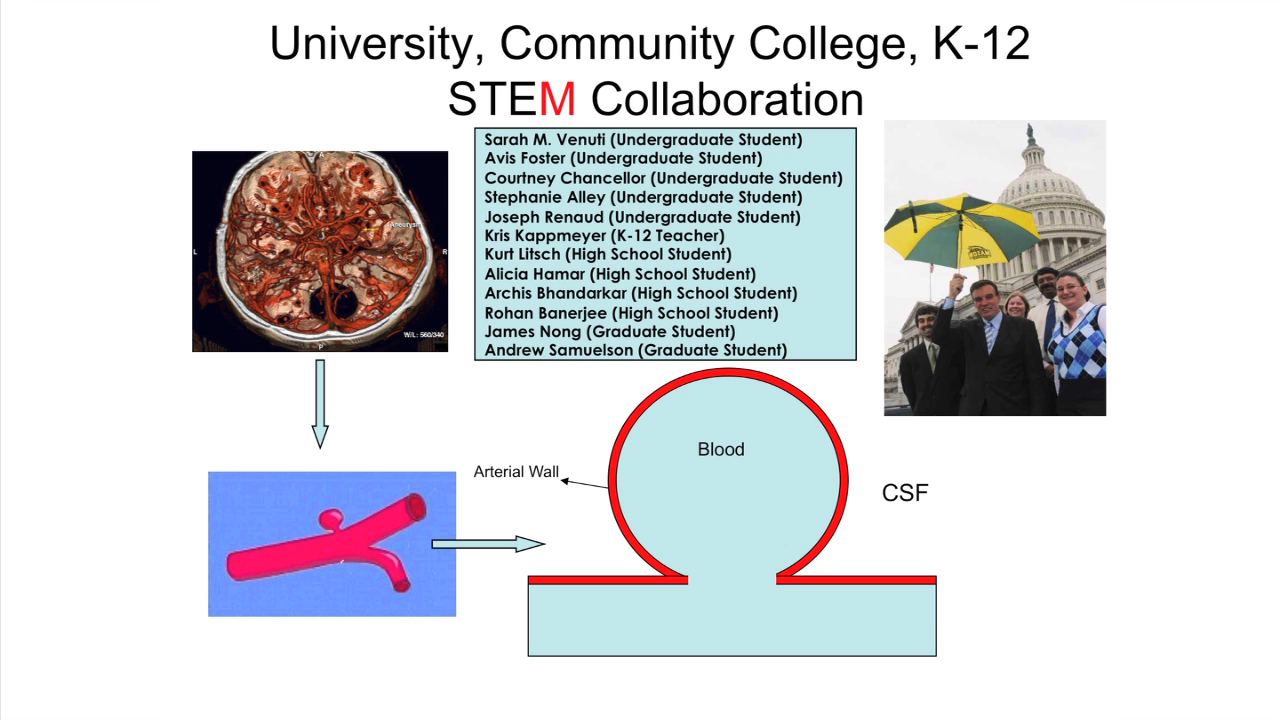 University, Community College, K-12
STEM Collaboration
Sarah M. Venuti (Undergraduate Student)
Avis Foster (Undergraduate Student)
Courtney Chancellor (Undergraduate Student)
Stephanie Alley (Undergraduate Student)
Joseph Renaud (Undergraduate Student)
Kris Kappmeyer (K-12 Teacher)
Kurt Litsch (High School Student)
Alicia Hamar (High School Student)
Archis Bhandarkar (High School Student)
Rohan Banerjee (High School Student)
James Nong (Graduate Student)
Andrew Samuelson (Graduate Student)
A
Aneurysm
L
R
W/L: 560/340
P
Blood
Arterial Wall
CSF